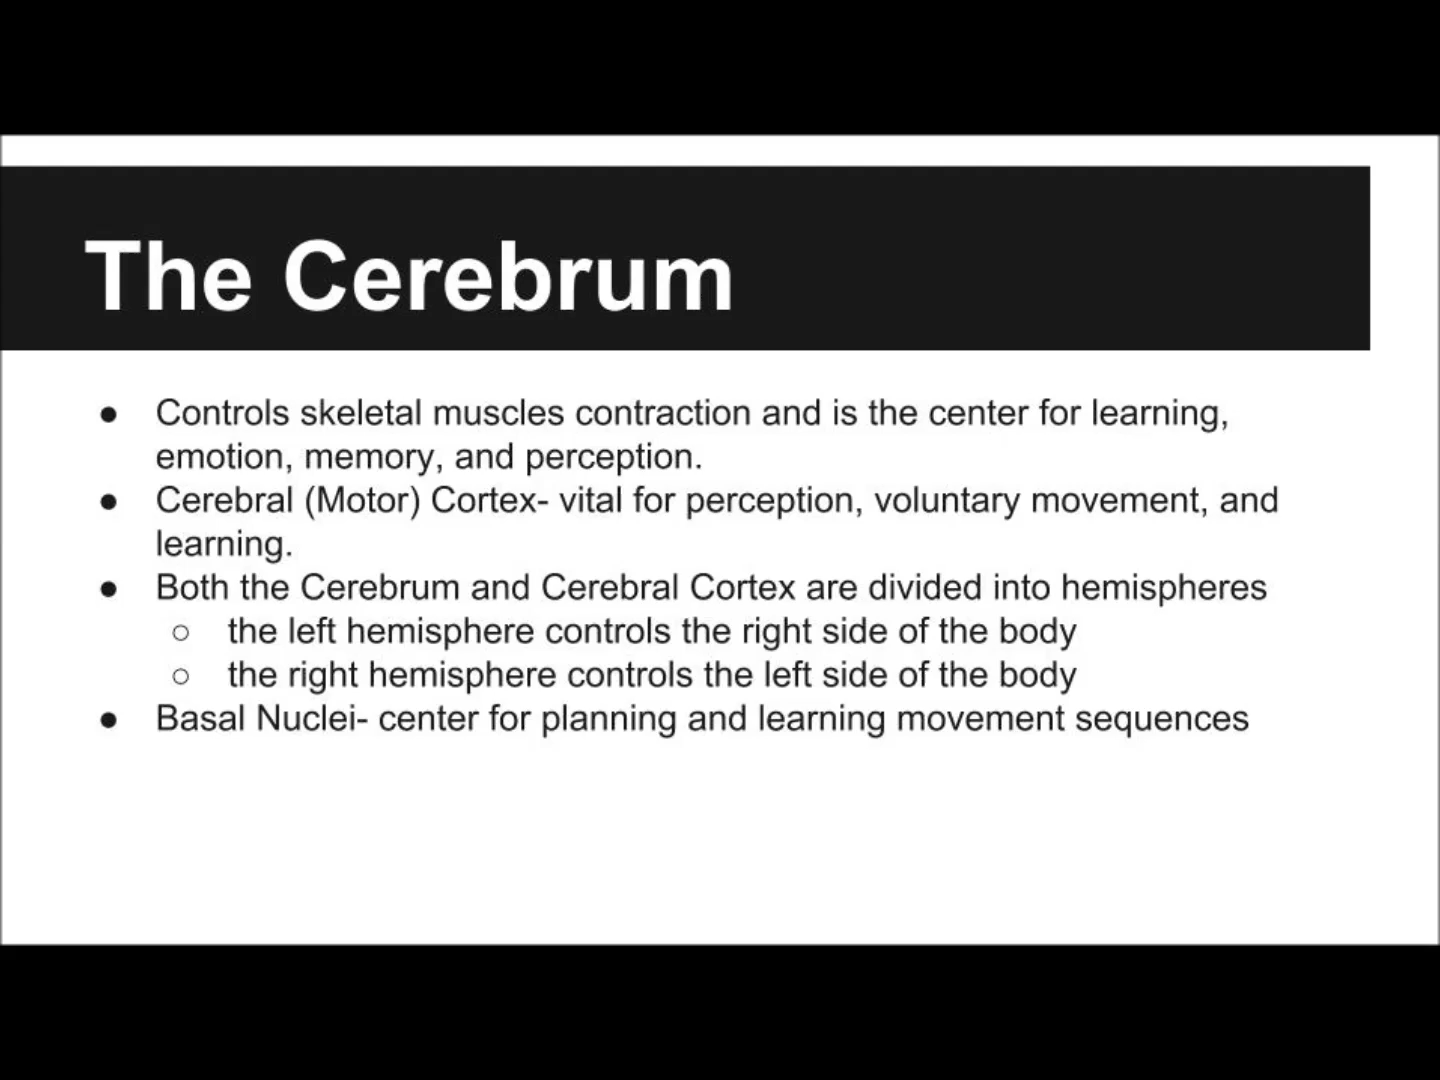 The Cerebrum
● Controls skeletal muscles contraction and is the center for learning,
emotion, memory, and perception.
● Cerebral (Motor) Cortex- vital for perception, voluntary movement, and
learning.
● Both the Cerebrum and Cerebral Cortex are divided into hemispheres
○ the left hemisphere controls the right side of the body
○ the right hemisphere controls the left side of the body
● Basal Nuclei- center for planning and learning movement sequences